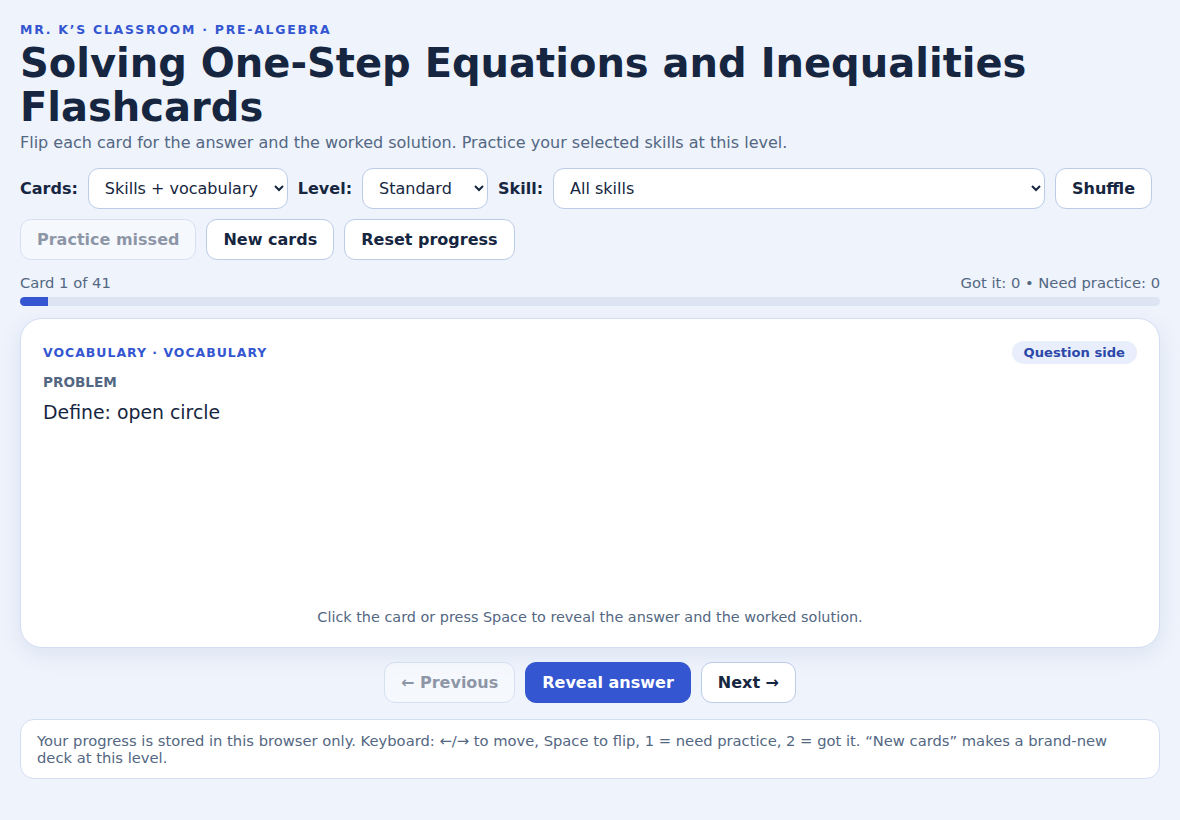 MR. K’S CLASSROOM · PRE-ALGEBRA
Solving One-Step Equations and Inequalities
Flashcards
Flip each card for the answer and the worked solution. Practice your selected skills at this level.
Cards: Skills + vocabulary Level: Standard Skill: All skills Shuffle
Practice missed New cards Reset progress
Card 1 of 41 Got it: 0 • Need practice: 0
VOCABULARY · VOCABULARY Question side
PROBLEM
Define: open circle
Click the card or press Space to reveal the answer and the worked solution.
← Previous Reveal answer Next →
Your progress is stored in this browser only. Keyboard: ←/→ to move, Space to flip, 1 = need practice, 2 = got it. “New cards” makes a brand-new
deck at this level.